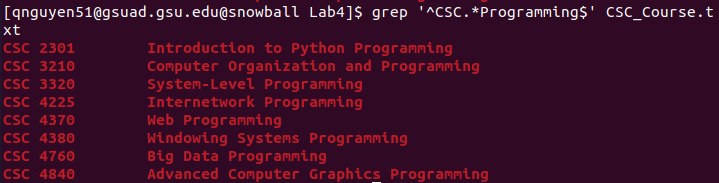 [qnguyen51@gsuad.gsu.edu@snowball Lab4]$ grep '^CSC.*Programming$' CSC_Course.t
xt
CSC 2301 Introduction to Python Programming
CSC 3210 Computer Organization and Programming
CSC 3320 System-Level Programming
CSC 4225 Internetwork Programming
CSC 4370 Web Programming
CSC 4380 Windowing Systems Programming
CSC 4760 Big Data Programming
CSC 4840 Advanced Computer Graphics Programming